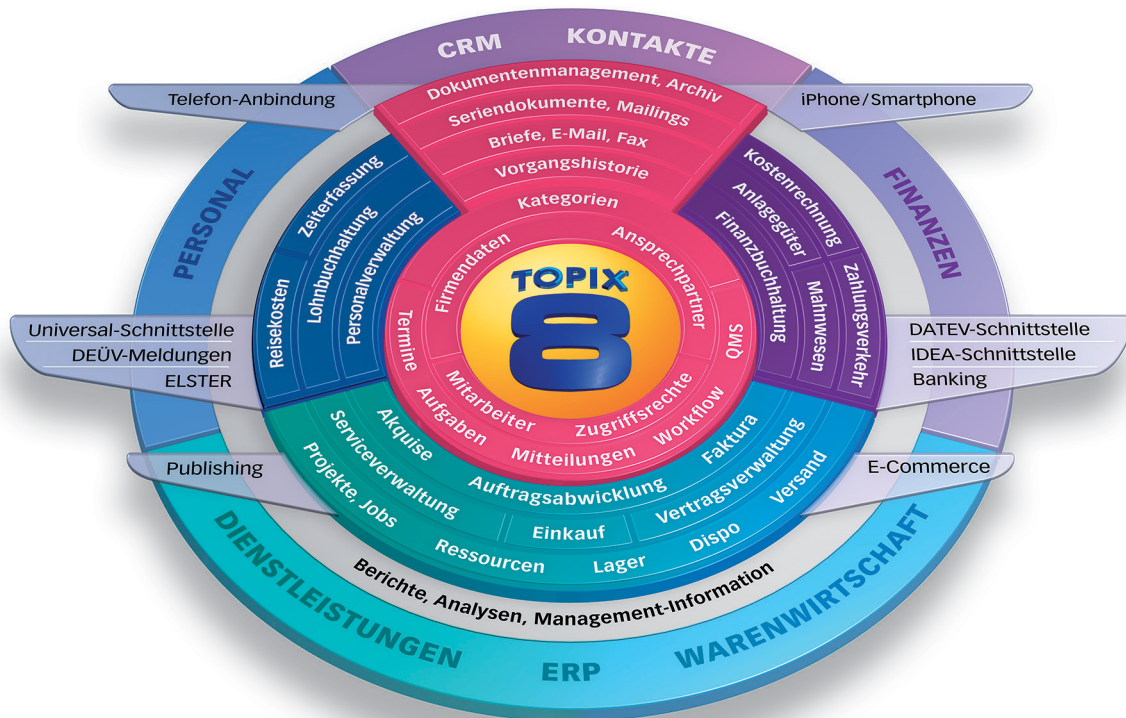 CRM KONTAKTE
Telefon-Anbindung
iPhone/Smartphone
Dokumentenmanagement, Archiv
Seriendokumente, Mailings
Briefe, E-Mail, Fax
Vorgangshistorie
Kategorien
PERSONAL
Zeiterfassung
Lohnbuchhaltung
Personalverwaltung
Reisekosten
Firmendaten
Ansprechpartner
TOPIX
8
Termine
QMS
Mitarbeiter
Zugriffsrechte
Aufgaben
Mitteilungen
Workflow
FINANZEN
Kostenrechnung
Anlagegüter
Finanzbuchhaltung
Mahnwesen
Zahlungsverkehr
Universal-Schnittstelle
DEÜV-Meldungen
ELSTER
DATEV-Schnittstelle
IDEA-Schnittstelle
Banking
Publishing
E-Commerce
Akquise
Auftragsabwicklung
Faktura
Serviceverwaltung
Einkauf
Vertragsverwaltung
Projekte, Jobs
Ressourcen
Lager
Dispo
Versand
Berichte, Analysen, Management-Information
DIENSTLEISTUNGEN
ERP
WARENWIRTSCHAFT